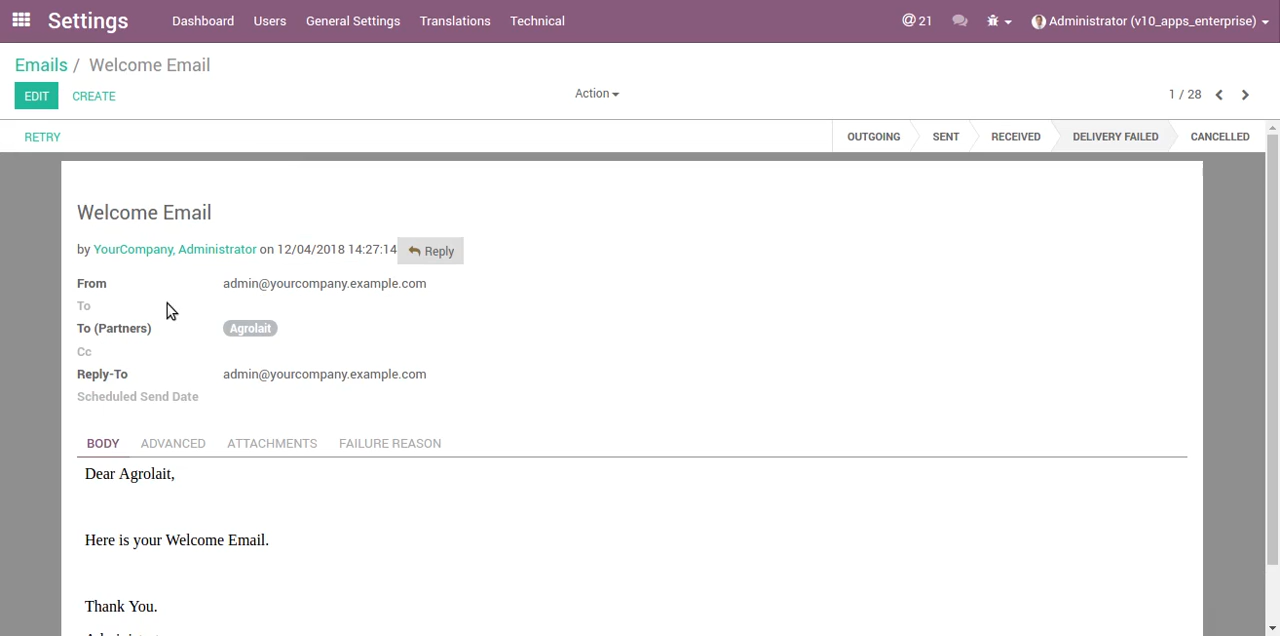 Settings Dashboard Users General Settings Translations Technical @ 21 Administrator (v10_apps_enterprise)
Emails / Welcome Email
EDIT CREATE Action 1 / 28
RETRY OUTGOING SENT RECEIVED DELIVERY FAILED CANCELLED
Welcome Email
by YourCompany, Administrator on 12/04/2018 14:27:14 Reply
From admin@yourcompany.example.com
To
To (Partners) Agrolait
Cc
Reply-To admin@yourcompany.example.com
Scheduled Send Date
BODY ADVANCED ATTACHMENTS FAILURE REASON
Dear Agrolait,
Here is your Welcome Email.
Thank You.